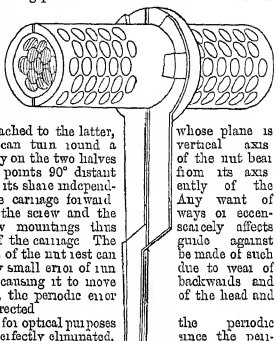 ached to the latter,
can turn round a
y on the two halves
points 90° distant
its share independ-
e carriage forward
the screw and the
w mountings thus
f the carriage The
of the nut rest can
y small error of run
causing it to move
, the periodic error
rected
for optical purposes
erfectly eliminated.
whose plane is
vertical axis
of the nut bear
from its axis
ently of the
Any want of
ways or eccen-
scarcely affects
guide against
be made of such
due to wear of
backwards and
of the head and
the periodic
since the peri-